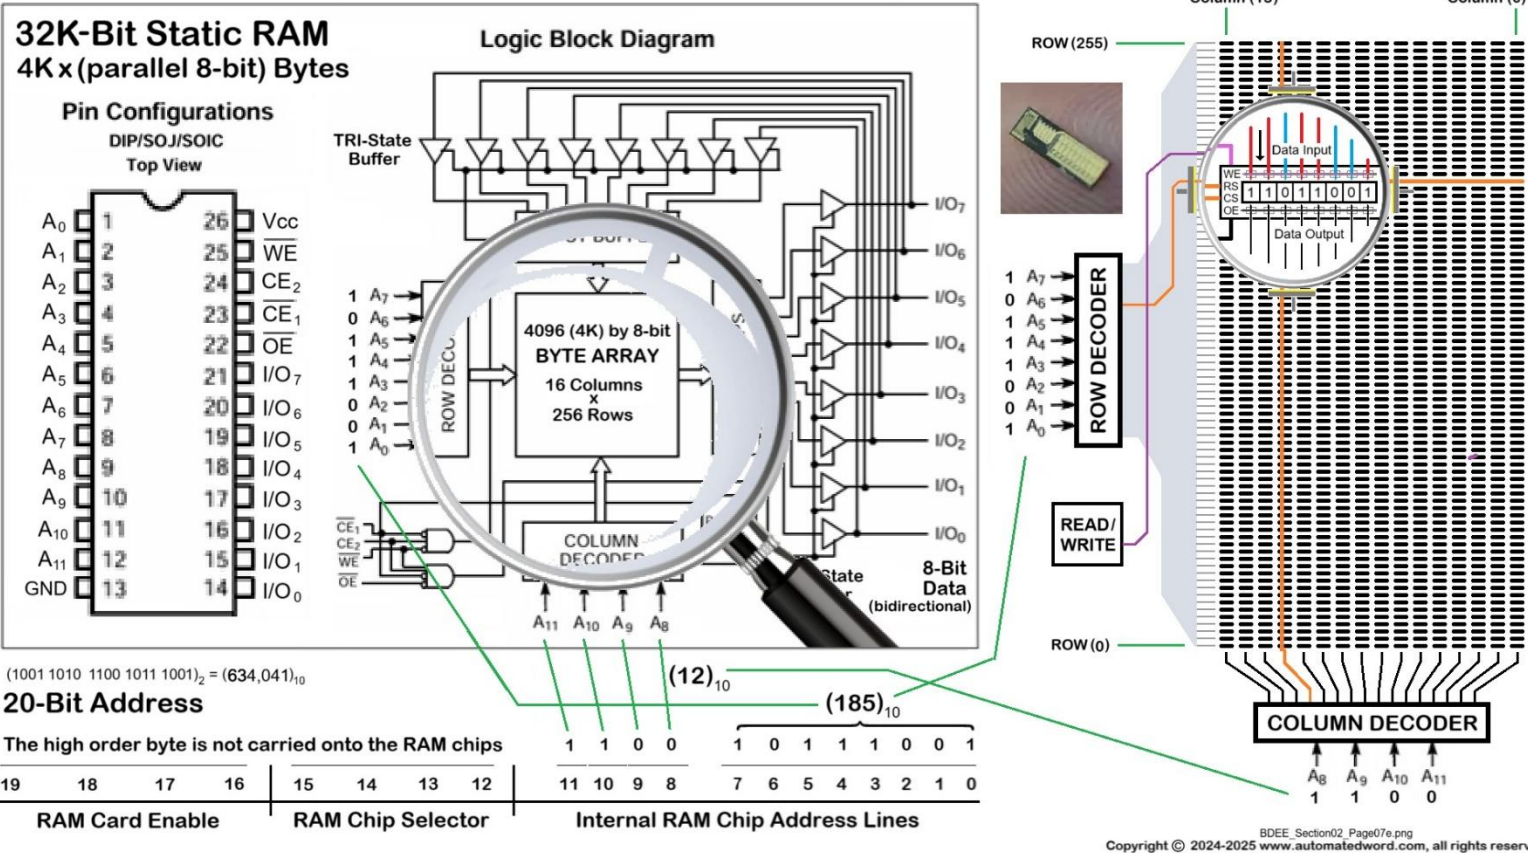 32K-Bit Static RAM
4K x (parallel 8-bit) Bytes
Pin Configurations
DIP/SOJ/SOIC
Top View
A0 1 26 Vcc
A1 2 25 WE
A2 3 24 CE2
A3 4 23 CE1
A4 5 22 OE
A5 6 21 I/O7
A6 7 20 I/O6
A7 8 19 I/O5
A8 9 18 I/O4
A9 10 17 I/O3
A10 11 16 I/O2
A11 12 15 I/O1
GND 13 14 I/O0
Logic Block Diagram
TRI-State
Buffer
1 A7
0 A6
1 A5
1 A4
1 A3
0 A2
0 A1
1 A0
4096 (4K) by 8-bit
BYTE ARRAY
16 Columns
x
256 Rows
COLUMN
DECODER
CE1
CE2
WE
OE
A11 A10 A9 A8
I/O7
I/O6
I/O5
I/O4
I/O3
I/O2
I/O1
I/O0
8-Bit
Data
(bidirectional)
State
ROW (255)
Data Input
WE
RS
CS
OE
1 1 0 1 1 0 0 1
Data Output
1 A7
0 A6
1 A5
1 A4
1 A3
0 A2
0 A1
1 A0
ROW DECODER
READ/
WRITE
ROW (0)
COLUMN DECODER
A8 A9 A10 A11
1 1 0 0
(1001 1010 1100 1011 1001)2 = (634,041)10
20-Bit Address
(12)10
(185)10
The high order byte is not carried onto the RAM chips
1 1 0 0 1 0 1 1 1 0 0 1
19 18 17 16 15 14 13 12 11 10 9 8 7 6 5 4 3 2 1 0
RAM Card Enable RAM Chip Selector Internal RAM Chip Address Lines
BDEE_Section02_Page07e.png
Copyright © 2024-2025 www.automatedword.com, all rights reserv